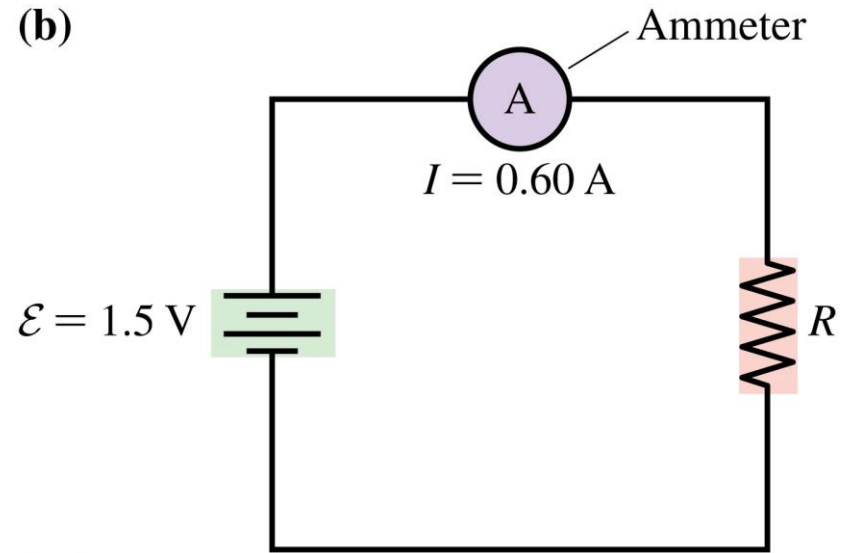 (b)
Ammeter
A
I = 0.60 A
ℰ = 1.5 V
R